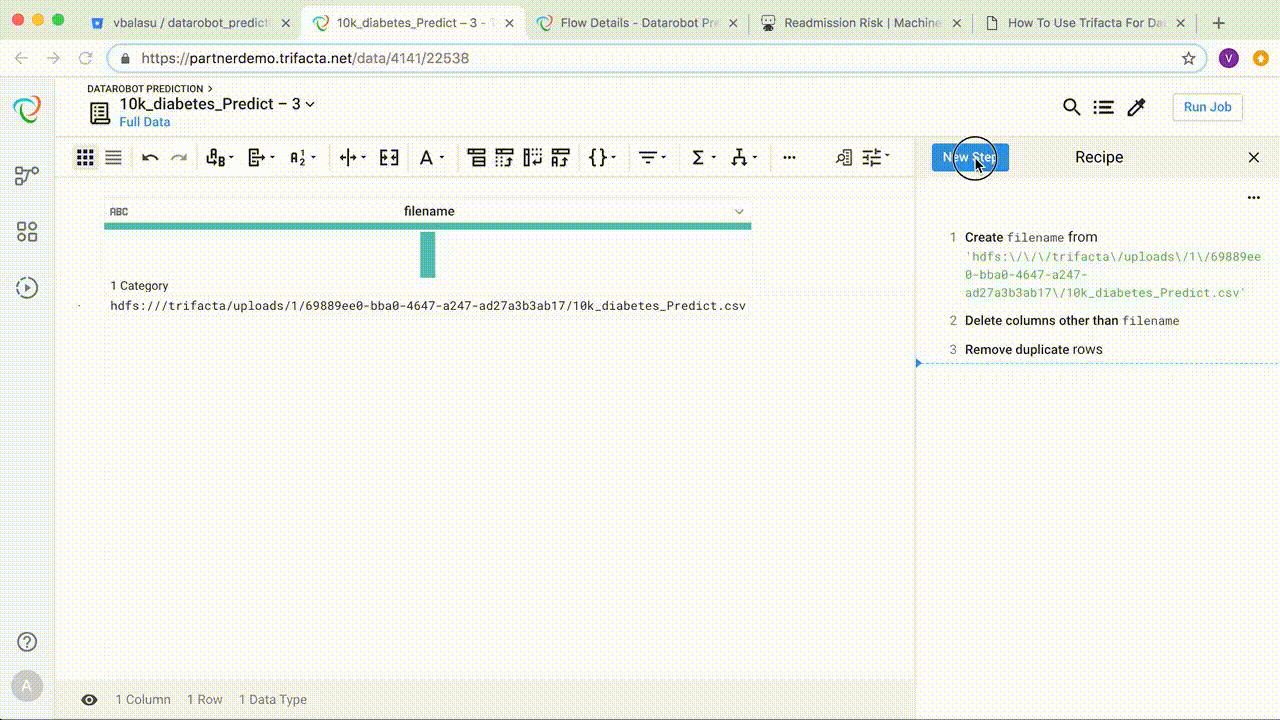 vbalasu / datarobot_predict
10k_diabetes_Predict – 3 -
Flow Details - Datarobot Pre
Readmission Risk | Machine
How To Use Trifacta For Da
https://partnerdemo.trifacta.net/data/4141/22538
V
DATAROBOT PREDICTION
10k_diabetes_Predict – 3
Full Data
Run Job
New Step
Recipe
ABC
filename
1 Category
hdfs:///trifacta/uploads/1/69889ee0-bba0-4647-a247-ad27a3b3ab17/10k_diabetes_Predict.csv
1 Create filename from
'hdfs:\/\/\/trifacta\/uploads\/1\/69889ee
0-bba0-4647-a247-
ad27a3b3ab17\/10k_diabetes_Predict.csv'
2 Delete columns other than filename
3 Remove duplicate rows
A
1 Column 1 Row 1 Data Type